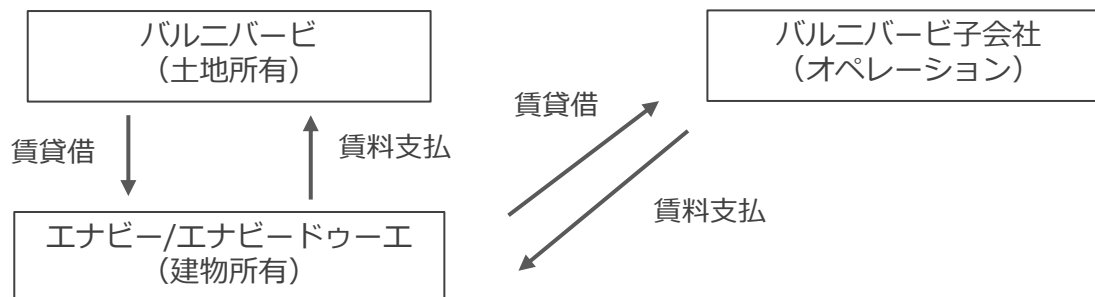 バルニバービ
（土地所有）
バルニバービ子会社
（オペレーション）
賃貸借
賃料支払
賃貸借
賃料支払
エナビー/エナビードゥーエ
（建物所有）